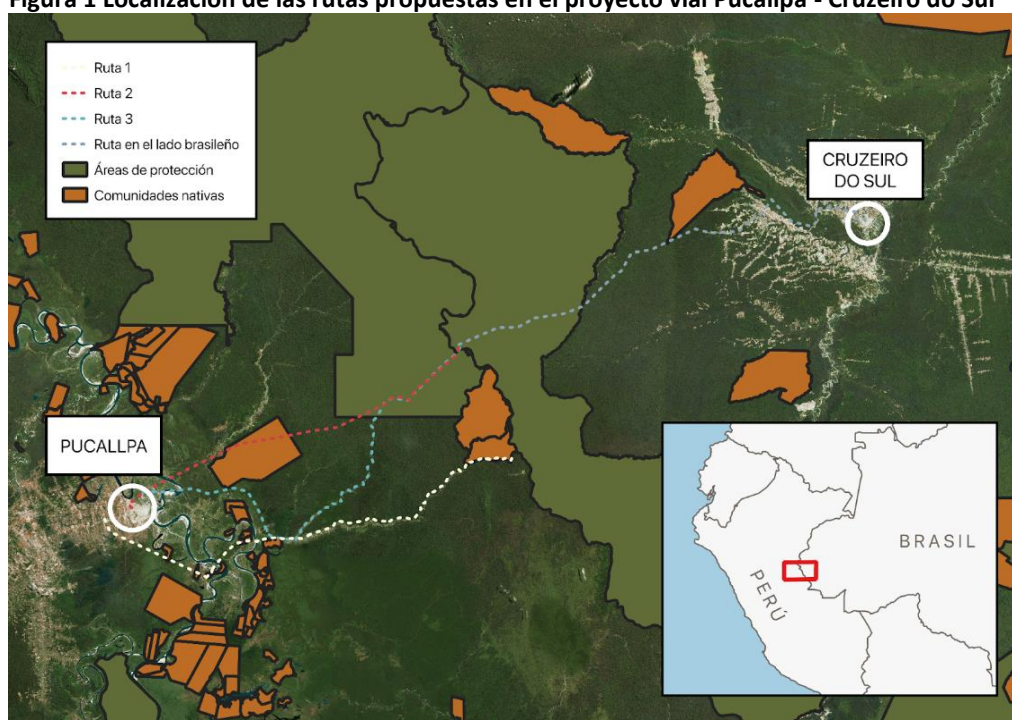 Figura 1 Localización de las rutas propuestas en el proyecto vial Pucallpa - Cruzeiro do Sul
Ruta 1
Ruta 2
Ruta 3
Ruta en el lado brasileño
Áreas de protección
Comunidades nativas
CRUZEIRO
DO SUL
PUCALLPA
BRASIL
PERÚ